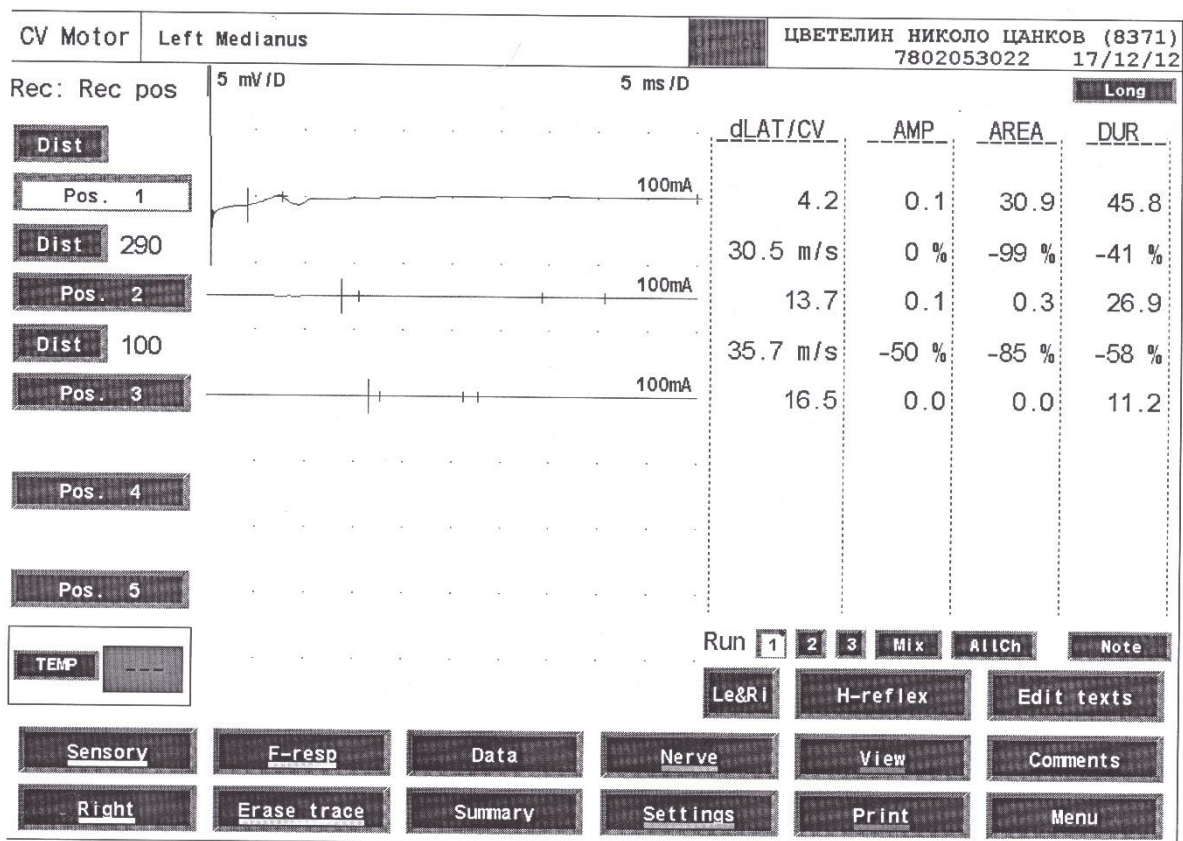 CV Motor Left Medianus Office ЦВЕТЕЛИН НИКОЛО ЦАНКОВ (8371)
7802053022 17/12/12
Rec: Rec pos 5 mV/D 5 ms/D Long
Dist dLAT/CV AMP AREA DUR
Pos. 1 100mA 4.2 0.1 30.9 45.8
Dist 290 30.5 m/s 0 % -99 % -41 %
Pos. 2 100mA 13.7 0.1 0.3 26.9
Dist 100 35.7 m/s -50 % -85 % -58 %
Pos. 3 100mA 16.5 0.0 0.0 11.2
Pos. 4
Pos. 5
Run 1 2 3 Mix AllCh Note
TEMP ---
Le&Ri H-reflex Edit texts
Sensory F-resp Data Nerve View Comments
Right Erase trace Summary Settings Print Menu